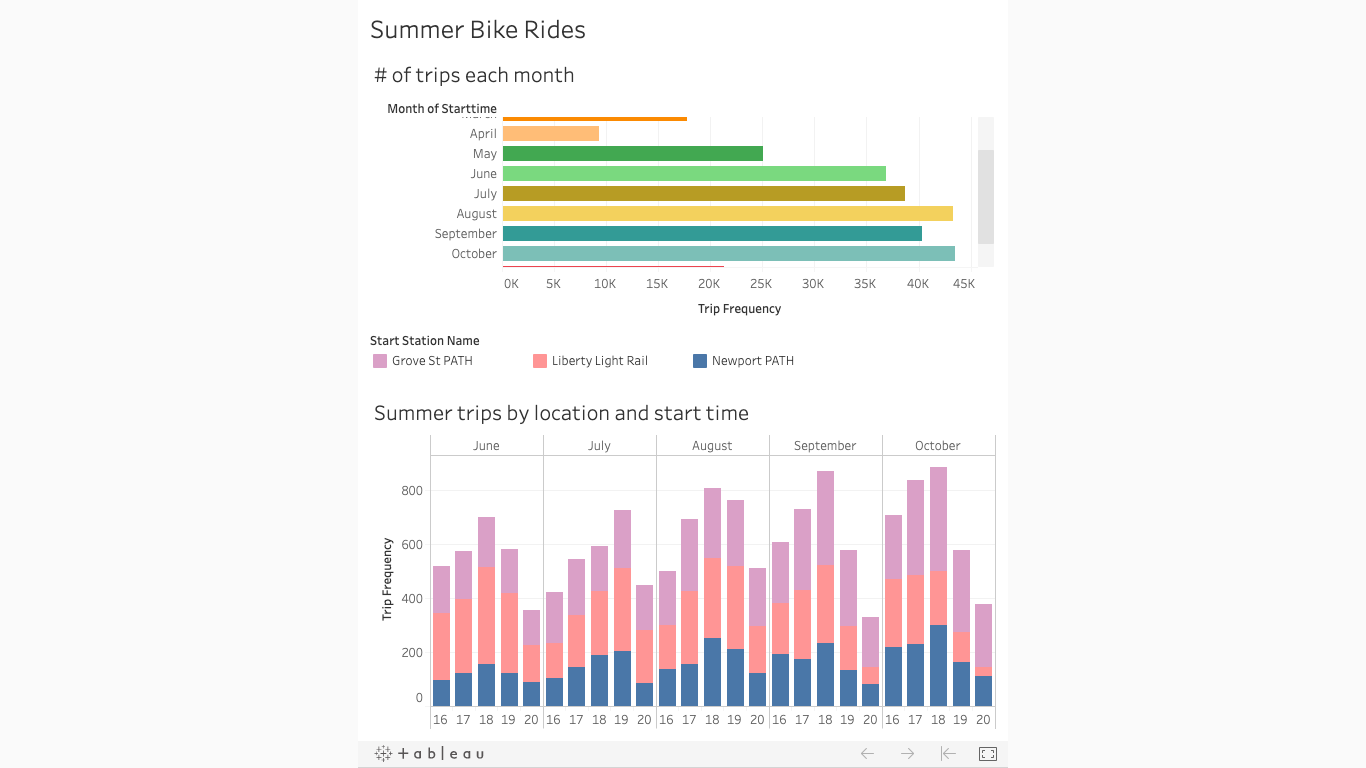 Summer Bike Rides
# of trips each month
Month of Starttime
April
May
June
July
August
September
October
0K 5K 10K 15K 20K 25K 30K 35K 40K 45K
Trip Frequency
Start Station Name
Grove St PATH Liberty Light Rail Newport PATH
Summer trips by location and start time
June July August September October
800
600
400
200
0
Trip Frequency
16 17 18 19 20 16 17 18 19 20 16 17 18 19 20 16 17 18 19 20 16 17 18 19 20
+ a b | e a u